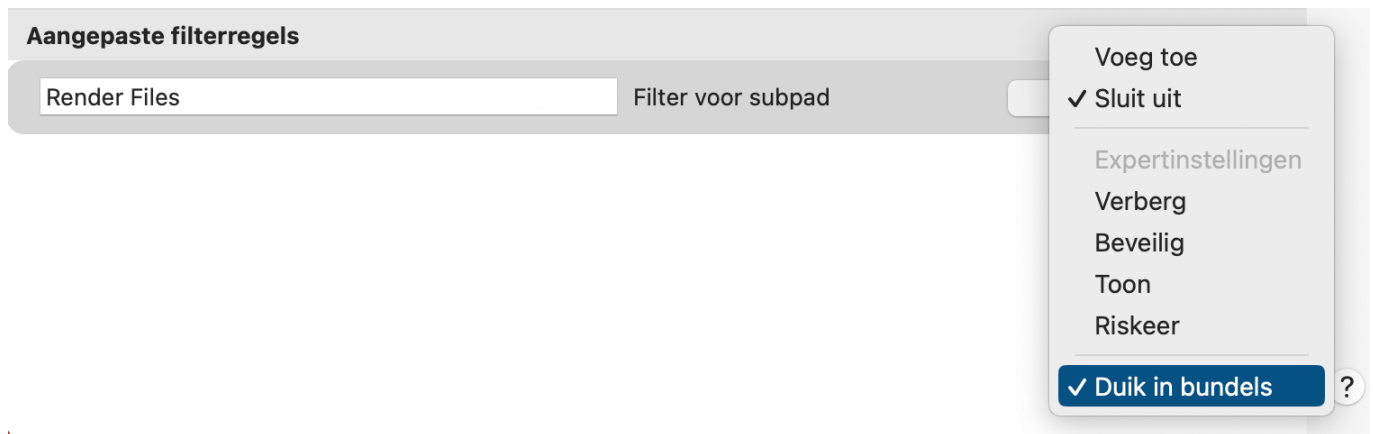 Aangepaste filterregels
Render Files
Filter voor subpad
Voeg toe
✓ Sluit uit
Expertinstellingen
Verberg
Beveilig
Toon
Riskeer
✓ Duik in bundels
?